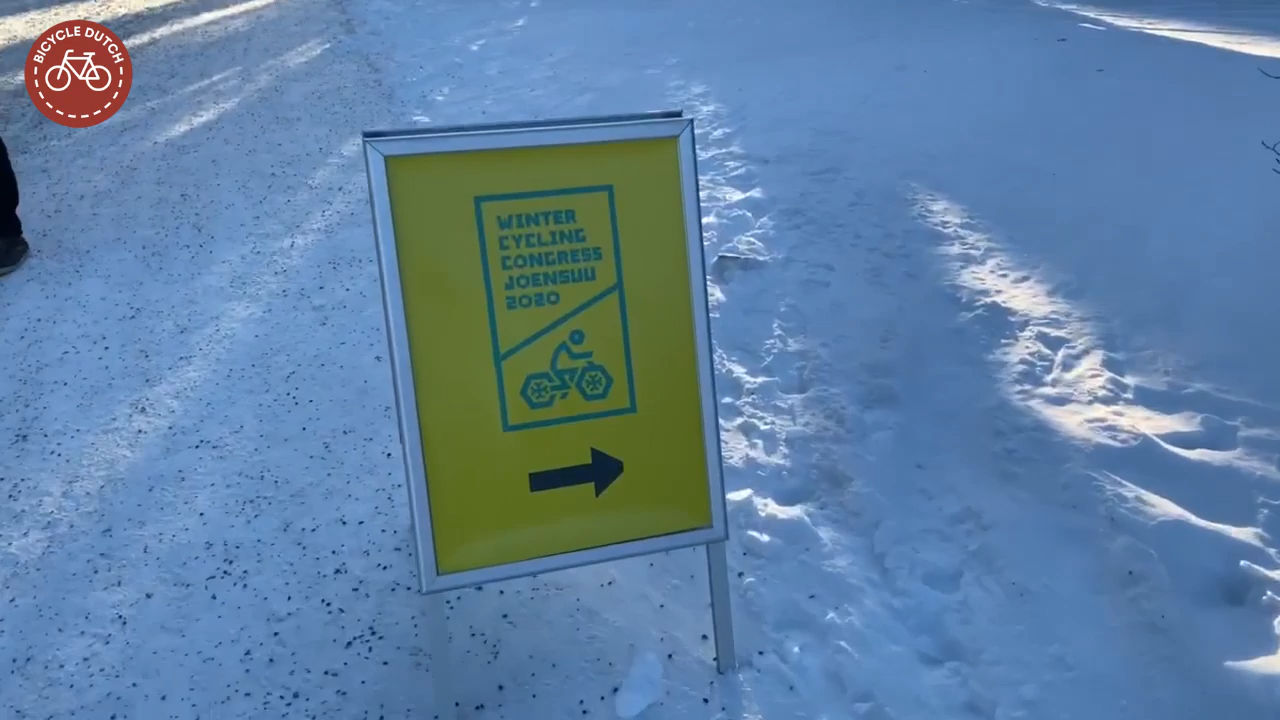 BICYCLE DUTCH
WINTER
CYCLING
CONGRESS
JOENSUU
2020